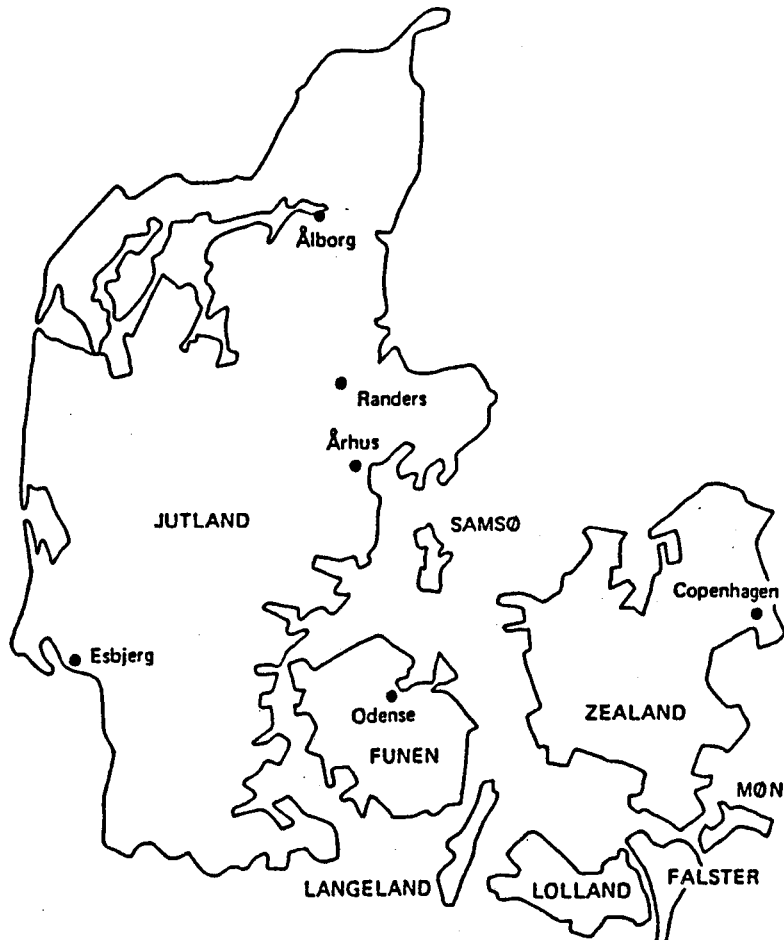 Ålborg
Randers
Århus
JUTLAND
SAMSØ
Copenhagen
Esbjerg
Odense
ZEALAND
FUNEN
MØN
LANGELAND
LOLLAND
FALSTER